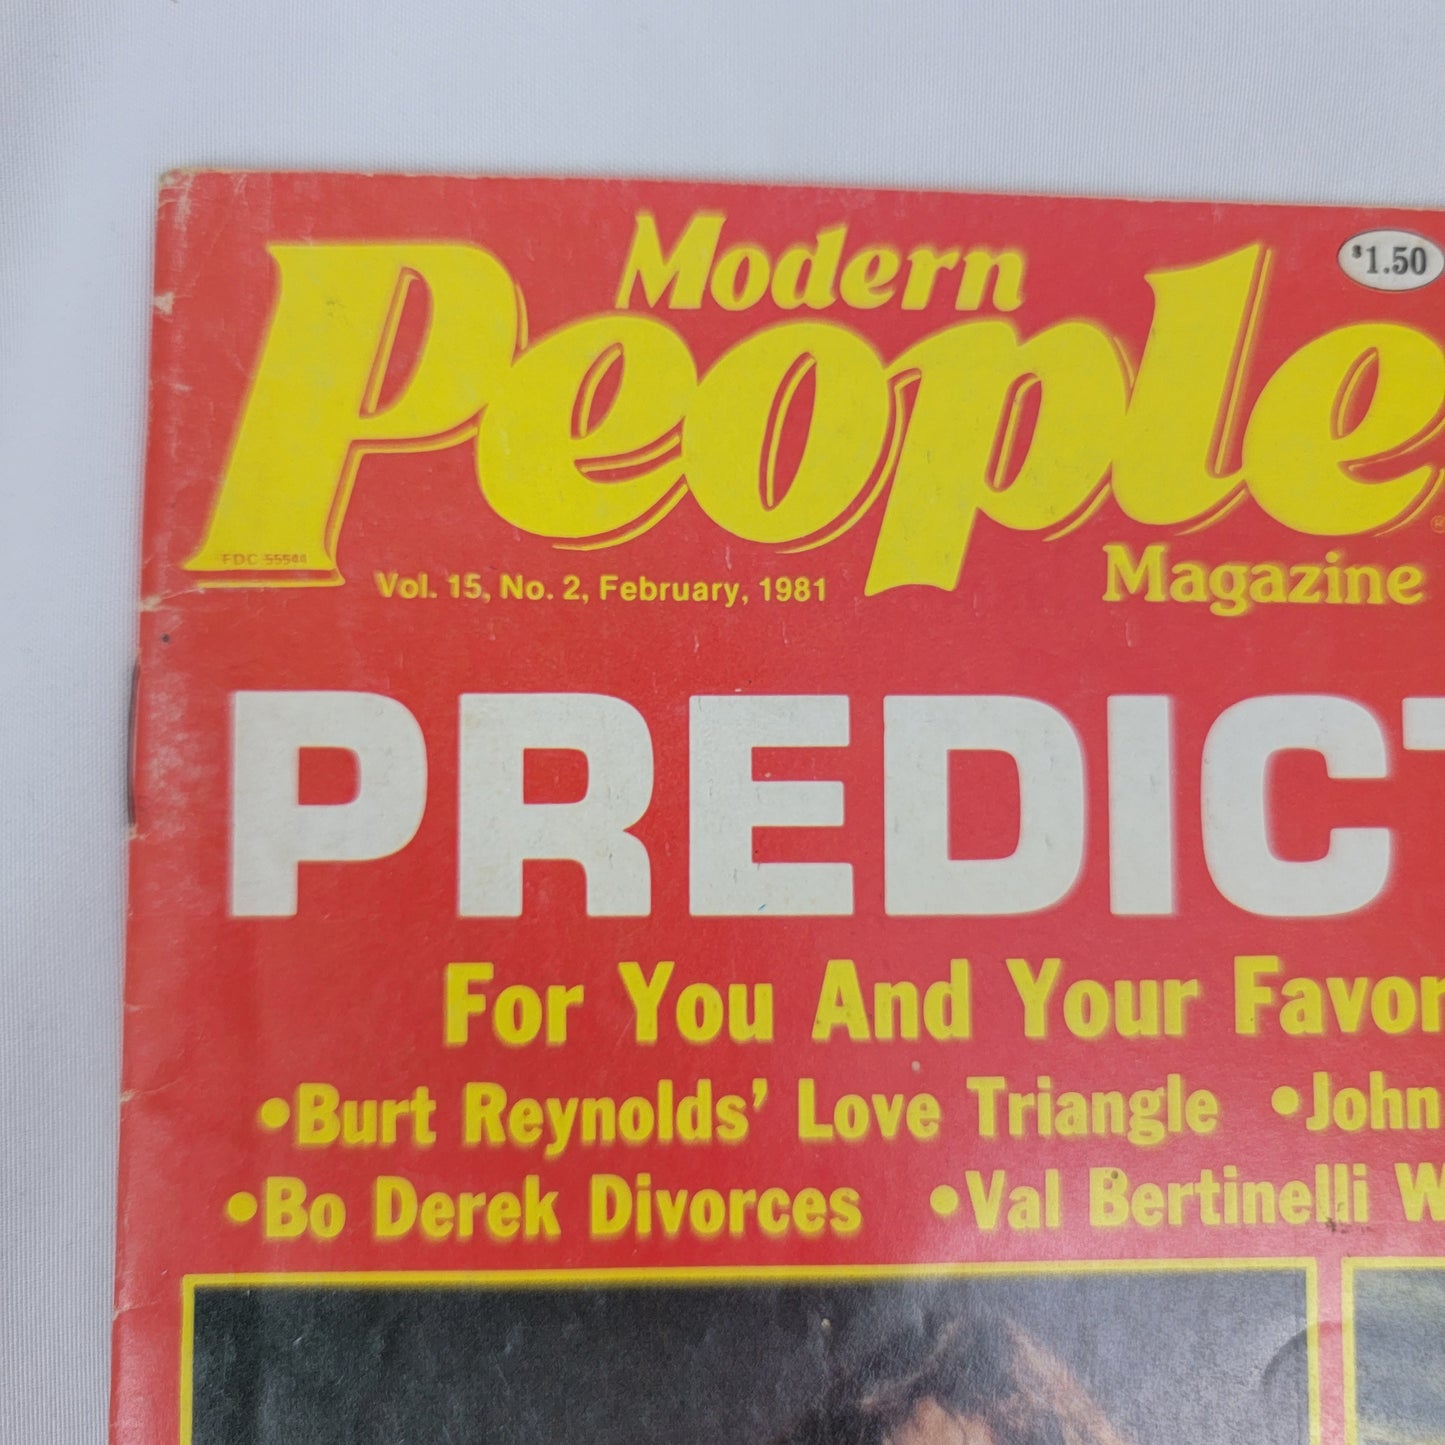 Modern
$1.50
People
FDC 55544
Vol. 15, No. 2, February, 1981
Magazine
PREDICT
For You And Your Favor
•Burt Reynolds' Love Triangle •John
•Bo Derek Divorces •Val Bertinelli W